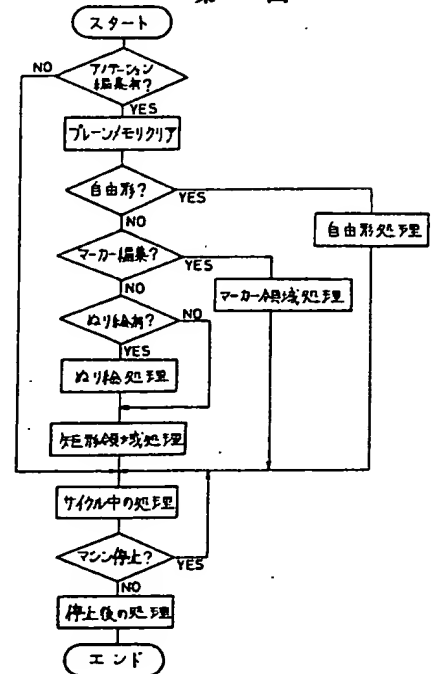 スタート
NO
アノテーション
編集有?
YES
プレーンメモリクリア
自由形?
YES
NO
自由形処理
マーカー編集?
YES
NO
マーカー領域処理
ぬり絵有?
NO
YES
ぬり絵処理
矩形領域処理
サイクル中の処理
マシン停止?
YES
NO
停止後の処理
エンド